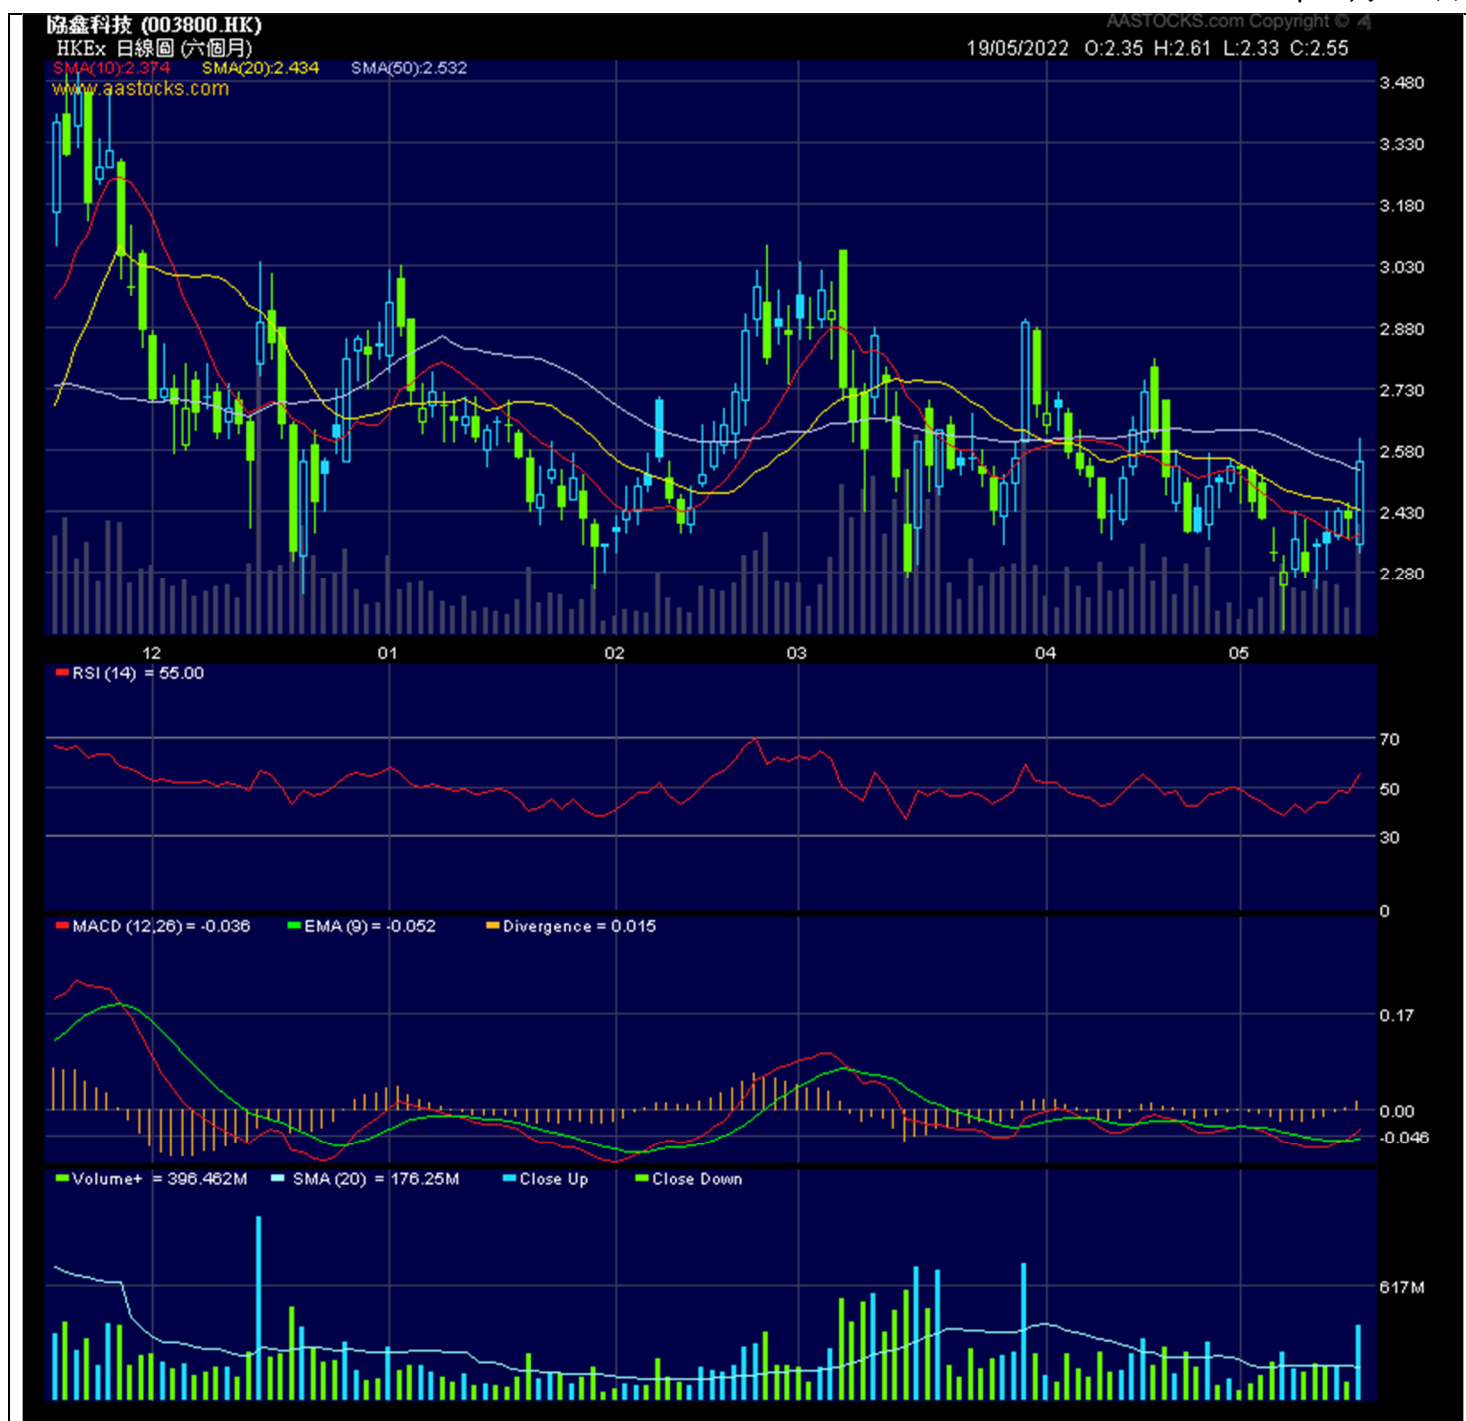 AASTOCKS.com Copyright ©
協鑫科技 (003800.HK)
HKEx 日線圖 (六個月)
19/05/2022 O:2.35 H:2.61 L:2.33 C:2.55
SMA(10):2.374 SMA(20):2.434 SMA(50):2.532
www.aastocks.com
3.480
3.330
3.180
3.030
2.880
2.730
2.580
2.430
2.280
12 01 02 03 04 05
RSI (14) = 55.00
70
50
30
0
MACD (12,26) = -0.036 EMA (9) = -0.052 Divergence = 0.015
0.17
0.00
-0.046
Volume+ = 396.462M SMA (20) = 176.25M Close Up Close Down
617M